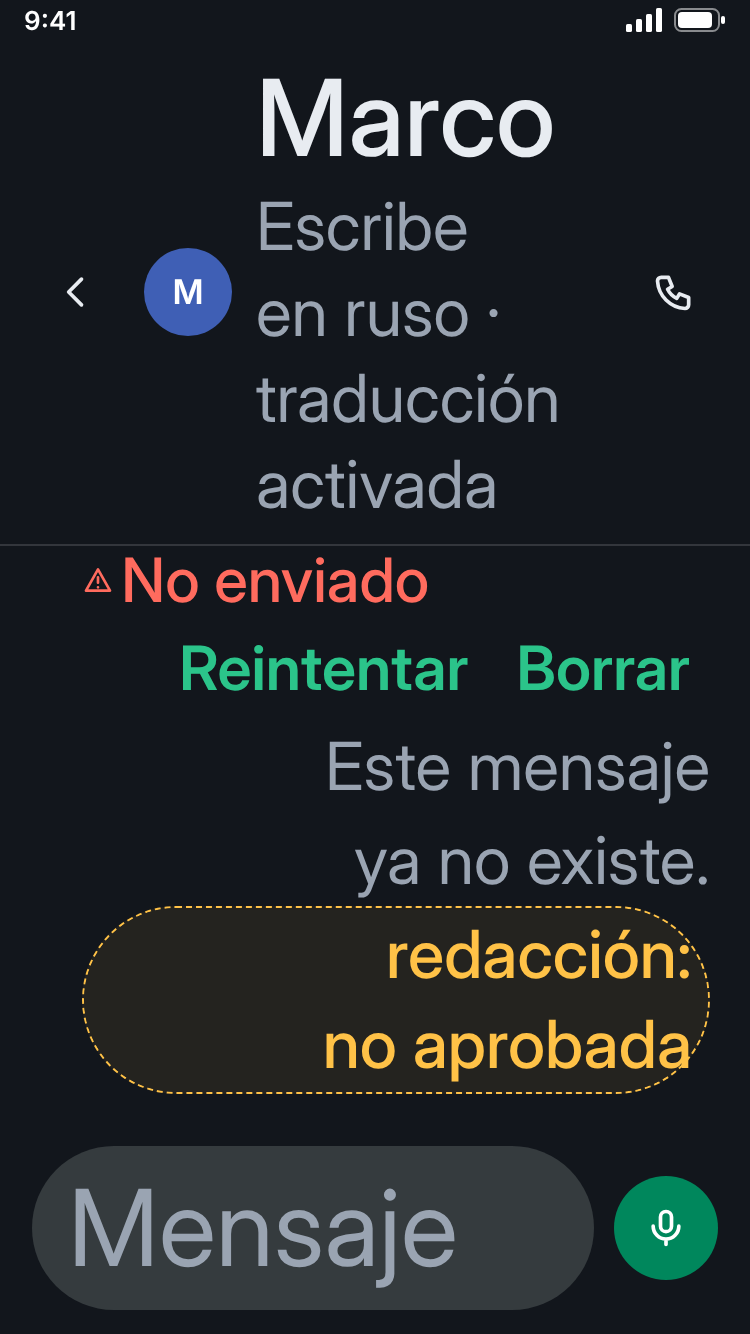 9:41
Marco
M
Escribe
en ruso ·
traducción
activada
No enviado
Reintentar Borrar
Este mensaje
ya no existe.
redacción:
no aprobada
Mensaje